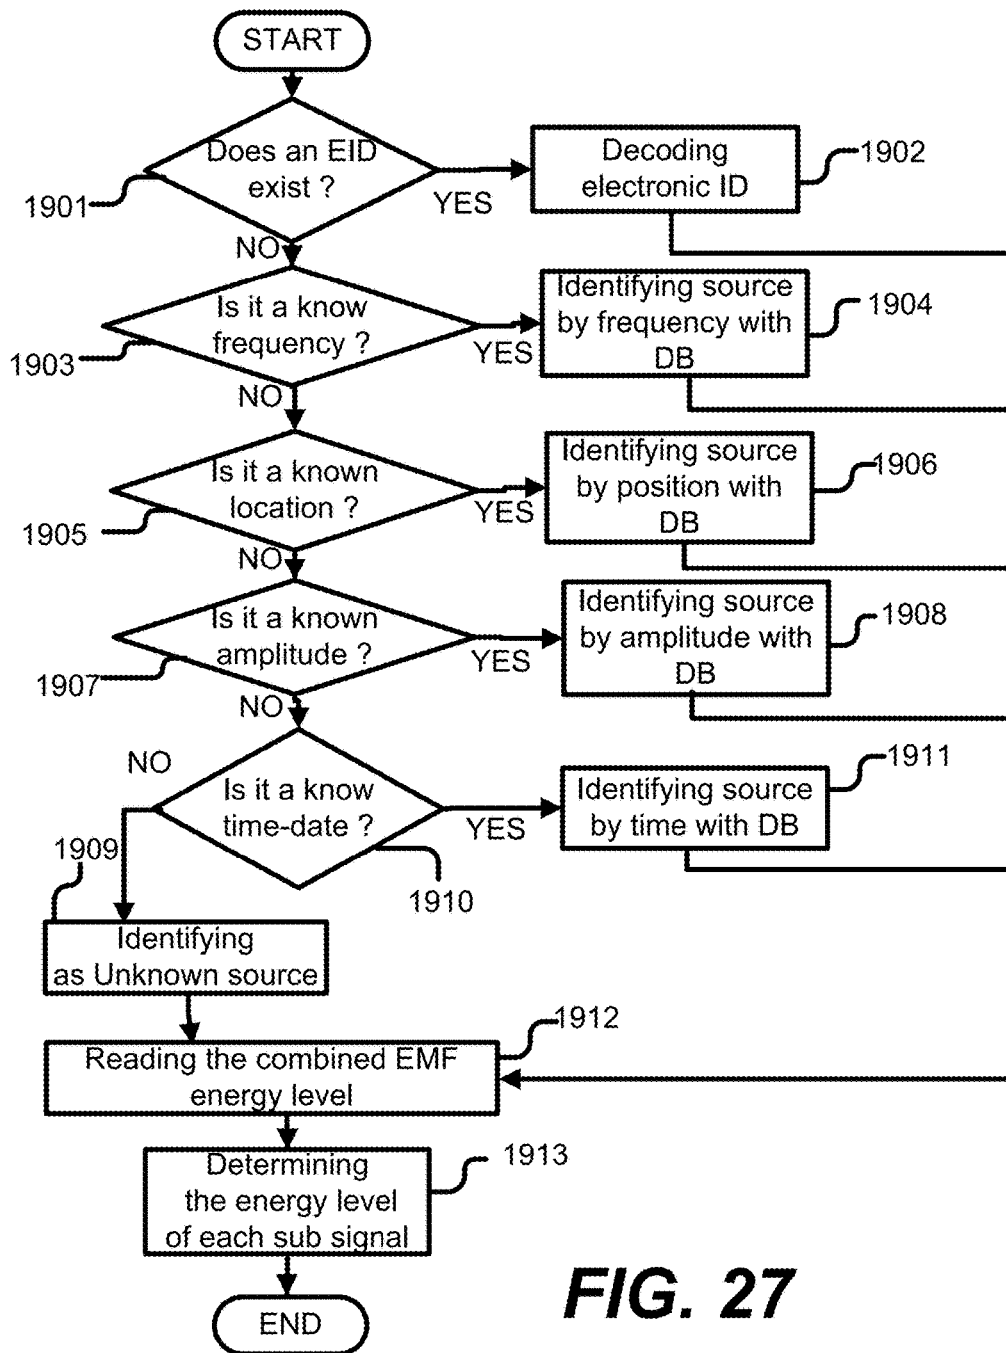 START
Does an EID
exist ?
1901
YES
Decoding
electronic ID
1902
NO
Is it a know
frequency ?
1903
YES
Identifying source
by frequency with
DB
1904
NO
Is it a known
location ?
1905
YES
Identifying source
by position with
DB
1906
NO
Is it a known
amplitude ?
1907
YES
Identifying source
by amplitude with
DB
1908
NO
Is it a know
time-date ?
1910
YES
Identifying source
by time with DB
1911
NO
1909
Identifying
as Unknown source
Reading the combined EMF
energy level
1912
Determining
the energy level
of each sub signal
1913
END
FIG. 27